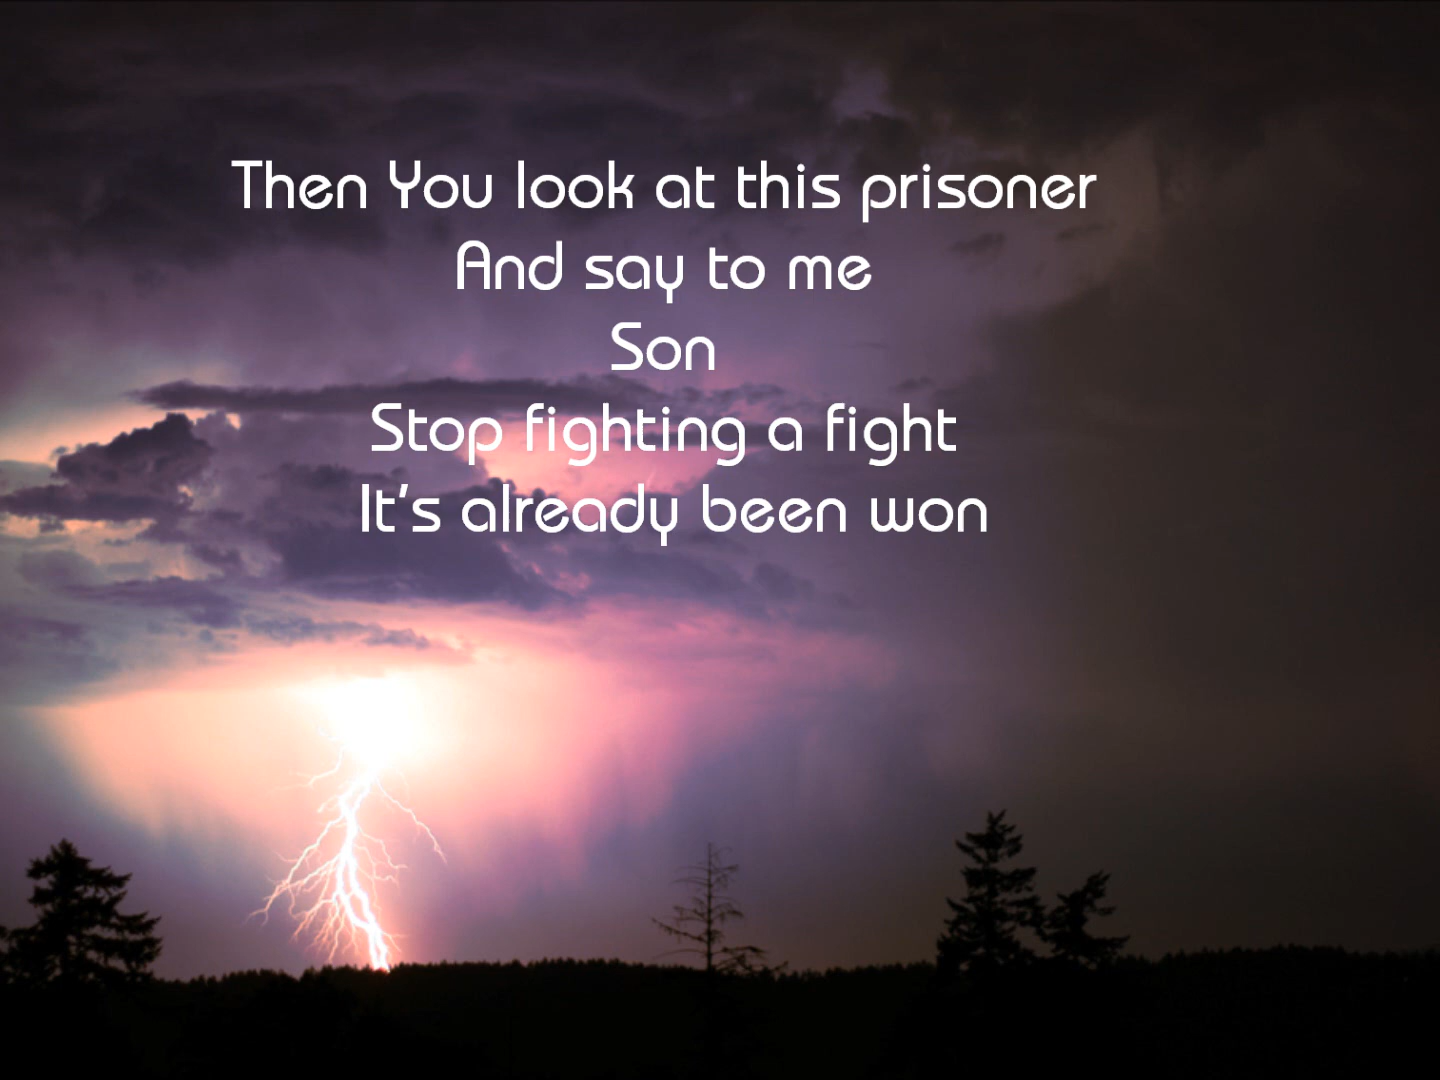 Then You look at this prisoner
And say to me
Son
Stop fighting a fight
It's already been won